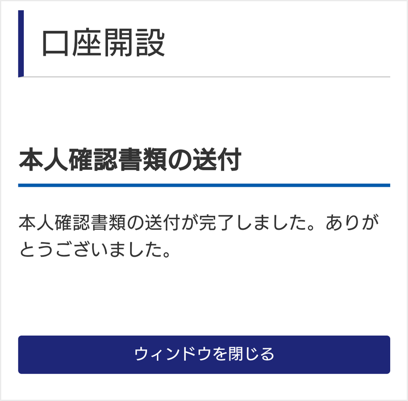 口座開設
本人確認書類の送付
本人確認書類の送付が完了しました。ありが
とうございました。
ウィンドウを閉じる